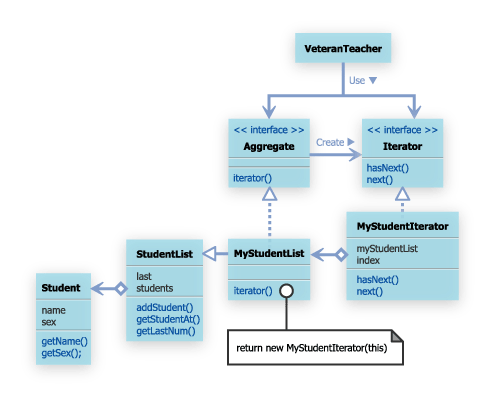 VeteranTeacher
Use ▼
<< interface >>
Aggregate
iterator()
Create ▶
<< interface >>
Iterator
hasNext()
next()
MyStudentIterator
myStudentList
index
hasNext()
next()
MyStudentList
iterator()
StudentList
last
students
addStudent()
getStudentAt()
getLastNum()
Student
name
sex
getName()
getSex();
return new MyStudentIterator(this)